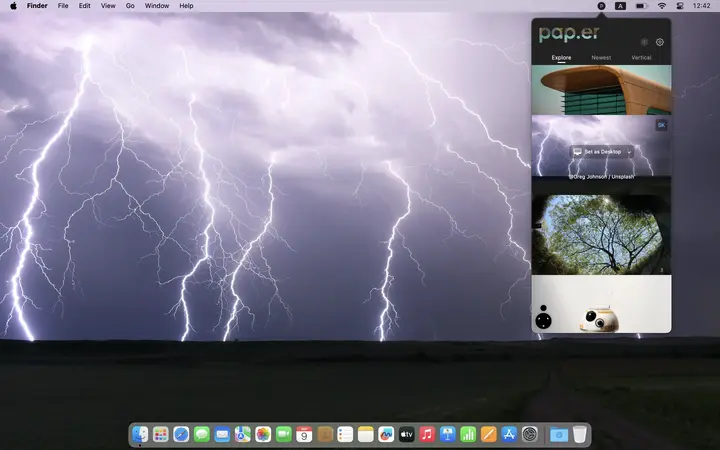 Finder File Edit View Go Window Help A 12:42
pap.er
Explore Newest Vertical
5K
Set as Desktop
@Greg Johnson / Unsplash
9
tv